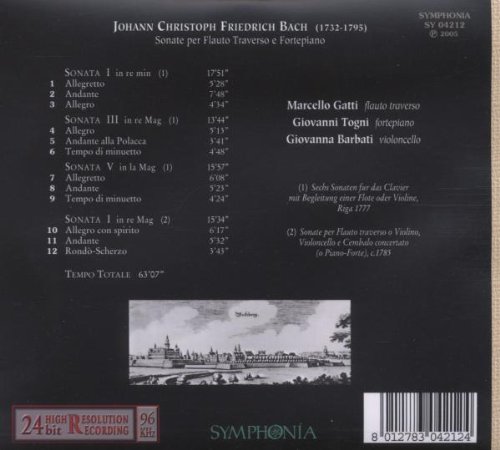 JOHANN CHRISTOPH FRIEDRICH BACH (1732-1795)
Sonate per Flauto Traverso e Fortepiano
SYMPHONIA
SY 04212
℗ 2005
SONATA I in re min (1) 17'51"
1 Allegretto 5'28"
2 Andante 7'48"
3 Allegro 4'34"
SONATA III in re Mag (1) 13'44"
4 Allegro 5'13"
5 Andante alla Polacca 3'41"
6 Tempo di minuetto 4'48"
SONATA V in la Mag (1) 15'57"
7 Allegretto 6'08"
8 Andante 5'23"
9 Tempo di minuetto 4'24"
SONATA I in re Mag (2) 15'34"
10 Allegro con spirito 6'17"
11 Andante 5'32"
12 Rondò-Scherzo 3'43"
TEMPO TOTALE 63'07"
Marcello Gatti flauto traverso
Giovanni Togni fortepiano
Giovanna Barbati violoncello
(1) Sechs Sonaten fur das Clavier
mit Begleitung einer Flote oder Violine,
Riga 1777
(2) Sonate per Flauto traverso o Violino,
Violoncello e Cembalo concertato
(o Piano-Forte), c.1785
24 bit HIGH RESOLUTION RECORDING 96 KHz
SYMPHONÍA
8 012783 042124